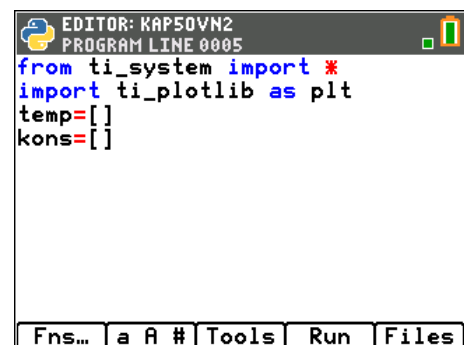 EDITOR: KAP5OVN2
PROGRAM LINE 0005
from ti_system import *
import ti_plotlib as plt
temp=[]
kons=[]
Fns… a A # Tools Run Files